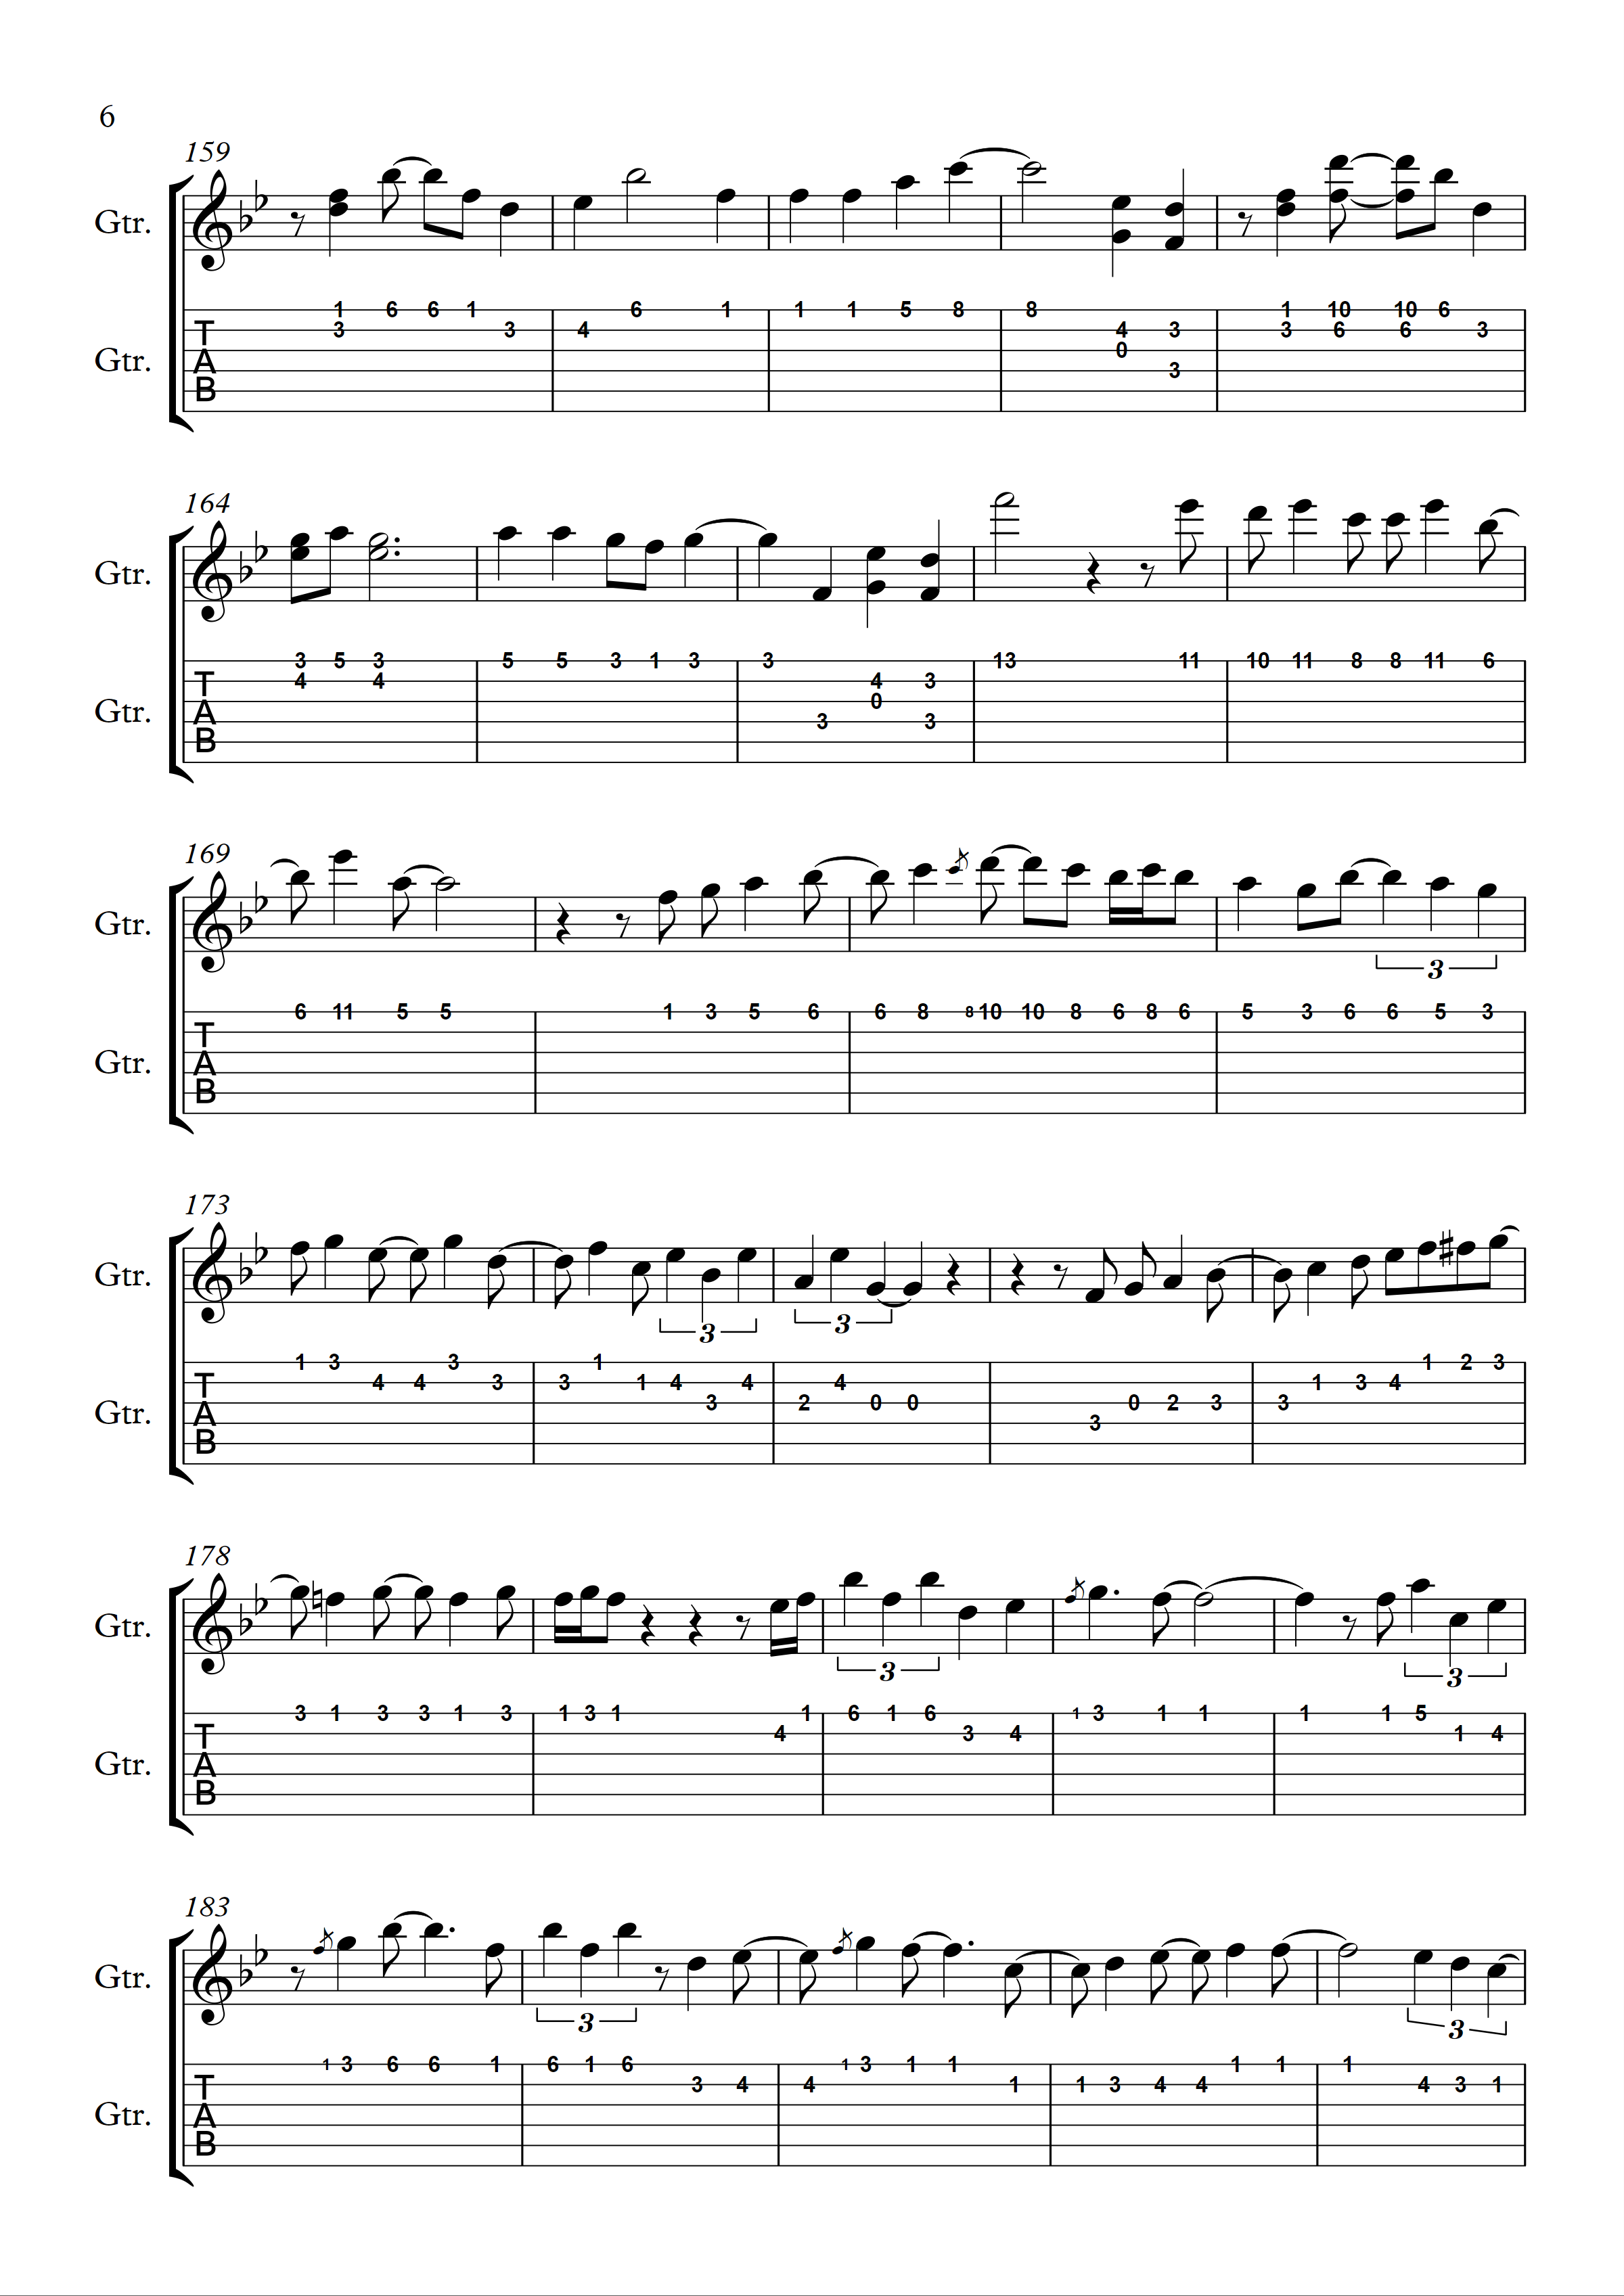 6
159
Gtr.
1 6 6 1 6 1 1 1 5 8 8 1 10 10 6
3 3 4 4 3 3 6 6 3
0
3
Gtr.
T
A
B
164
Gtr.
3 5 3 5 5 3 1 3 3 13 11 10 11 8 8 11 6
4 4 4 3
0
3 3
Gtr.
T
A
B
169
Gtr.
3
6 11 5 5 1 3 5 6 6 8 8 10 10 8 6 8 6 5 3 6 6 5 3
Gtr.
T
A
B
173
Gtr.
3 3
1 3 3 1 1 2 3
4 4 3 3 1 4 4 4 1 3 4
3 2 0 0 0 2 3 3
3
Gtr.
T
A
B
178
Gtr.
3 3
3 1 3 3 1 3 1 3 1 1 6 1 6 1 3 1 1 1 1 5
4 3 4 1 4
Gtr.
T
A
B
183
Gtr.
3 3
1 3 6 6 1 6 1 6 1 3 1 1 1 1 1
3 4 4 1 1 3 4 4 4 3 1
Gtr.
T
A
B